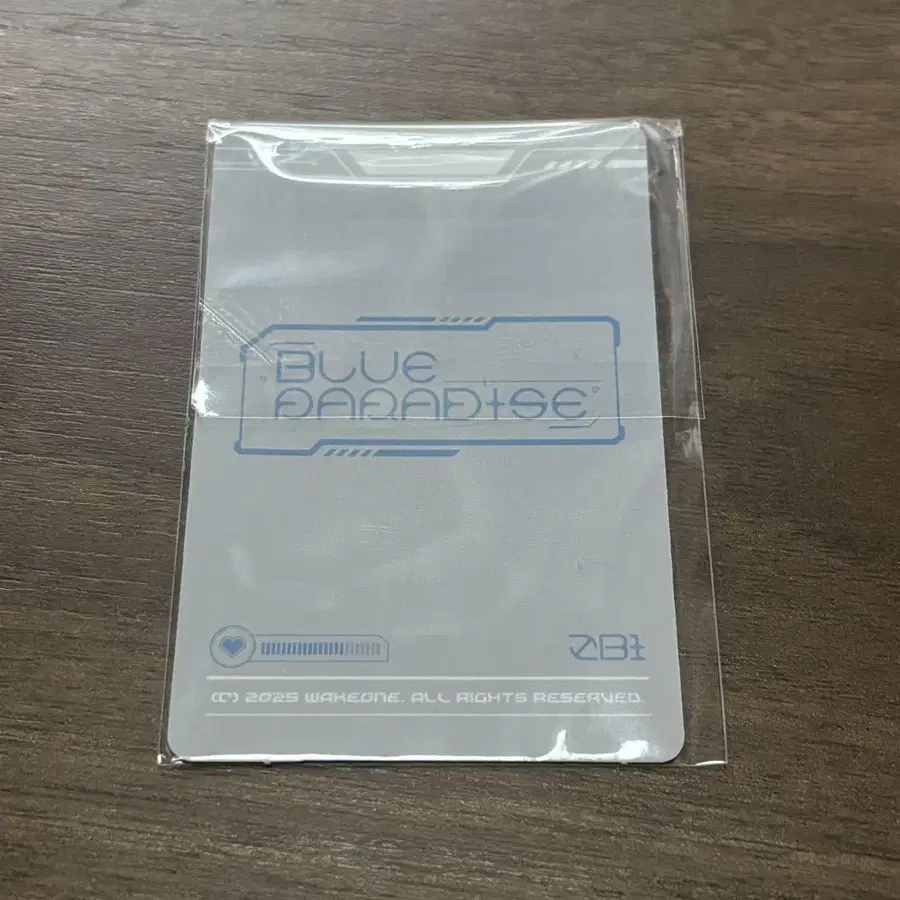 BLUE
PARADISE
ZB1
(C) 2025 WAKEONE. ALL RIGHTS RESERVED.